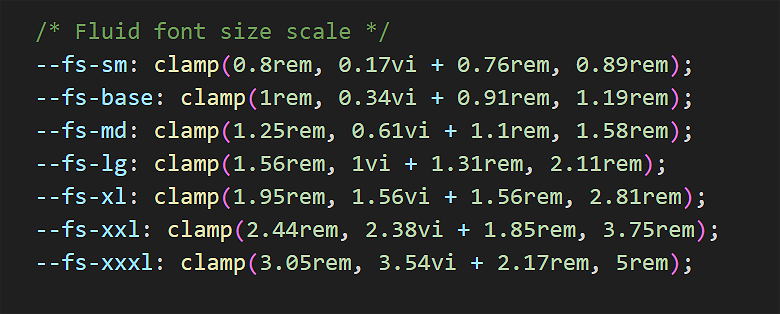 /* Fluid font size scale */
--fs-sm: clamp(0.8rem, 0.17vi + 0.76rem, 0.89rem);
--fs-base: clamp(1rem, 0.34vi + 0.91rem, 1.19rem);
--fs-md: clamp(1.25rem, 0.61vi + 1.1rem, 1.58rem);
--fs-lg: clamp(1.56rem, 1vi + 1.31rem, 2.11rem);
--fs-xl: clamp(1.95rem, 1.56vi + 1.56rem, 2.81rem);
--fs-xxl: clamp(2.44rem, 2.38vi + 1.85rem, 3.75rem);
--fs-xxxl: clamp(3.05rem, 3.54vi + 2.17rem, 5rem);